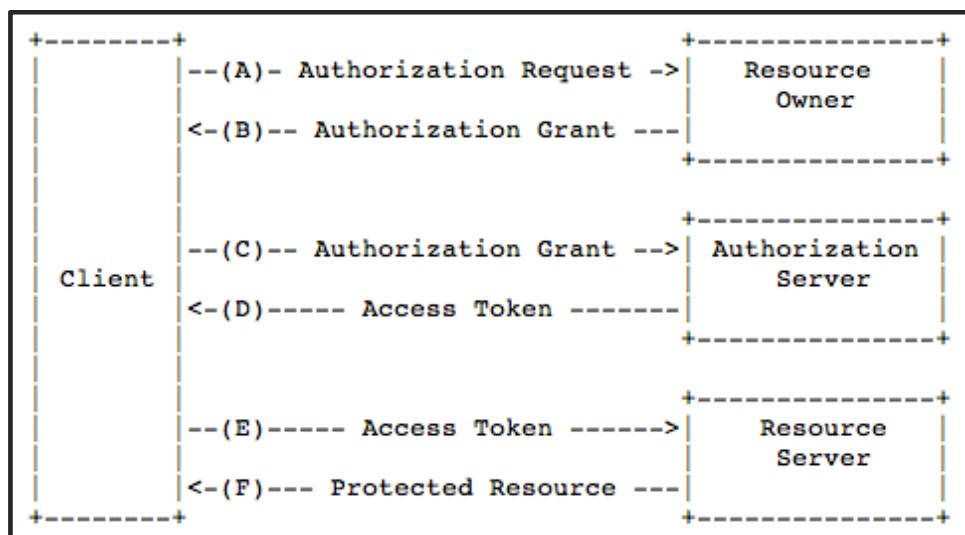 +--------+                               +---------------+
|        |--(A)- Authorization Request ->|   Resource    |
|        |                               |     Owner     |
|        |<-(B)-- Authorization Grant ---|               |
|        |                               +---------------+
|        |
|        |                               +---------------+
|        |--(C)-- Authorization Grant -->| Authorization |
| Client |                               |     Server    |
|        |<-(D)----- Access Token -------|               |
|        |                               +---------------+
|        |
|        |                               +---------------+
|        |--(E)----- Access Token ------>|    Resource   |
|        |                               |     Server    |
|        |<-(F)--- Protected Resource ---|               |
+--------+                               +---------------+